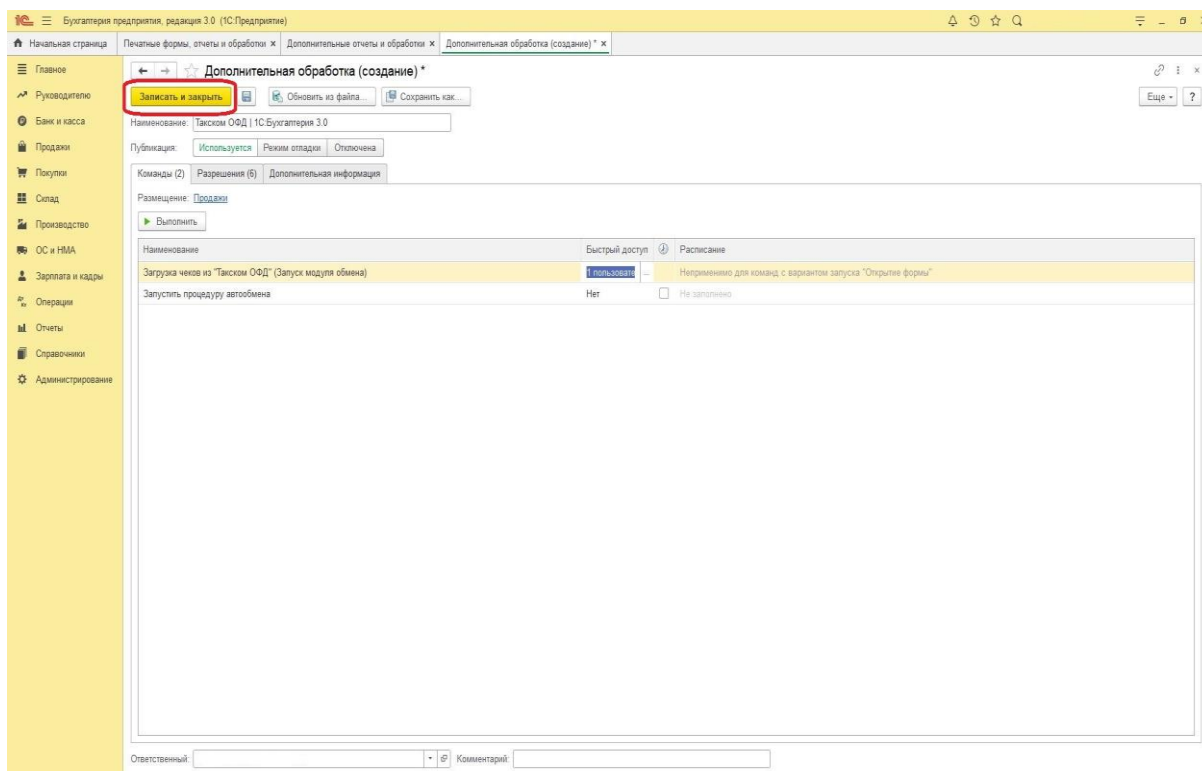 1С Бухгалтерия предприятия, редакция 3.0 (1С:Предприятие)
Начальная страница Печатные формы, отчеты и обработки × Дополнительные отчеты и обработки × Дополнительная обработка (создание) * ×
Главное
Руководителю
Банк и касса
Продажи
Покупки
Склад
Производство
ОС и НМА
Зарплата и кадры
Операции
Отчеты
Справочники
Администрирование
Дополнительная обработка (создание) *
Записать и закрыть Обновить из файла... Сохранить как... Еще ?
Наименование: Такском ОФД | 1С:Бухгалтерия 3.0
Публикация: Используется Режим отладки Отключена
Команды (2) Разрешения (6) Дополнительная информация
Размещение: Продажи
Выполнить
Наименование Быстрый доступ Расписание
Загрузка чеков из "Такском ОФД" (Запуск модуля обмена) 1 пользовате ... Неприменимо для команд с вариантом запуска "Открытие формы"
Запустить процедуру автообмена Нет Не заполнено
Ответственный: Комментарий: